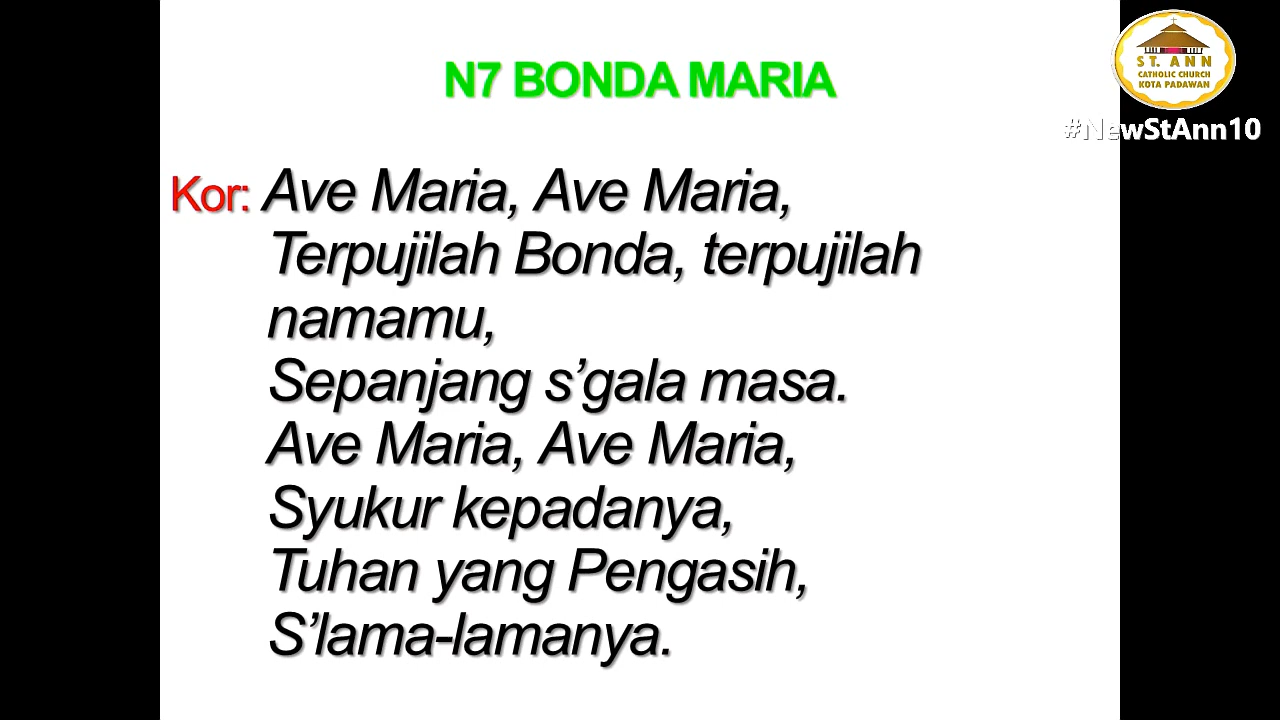 N7 BONDA MARIA
ST. ANN
CATHOLIC CHURCH
KOTA PADAWAN
#NewStAnn10
Kor: Ave Maria, Ave Maria,
Terpujilah Bonda, terpujilah
namamu,
Sepanjang s’gala masa.
Ave Maria, Ave Maria,
Syukur kepadanya,
Tuhan yang Pengasih,
S’lama-lamanya.